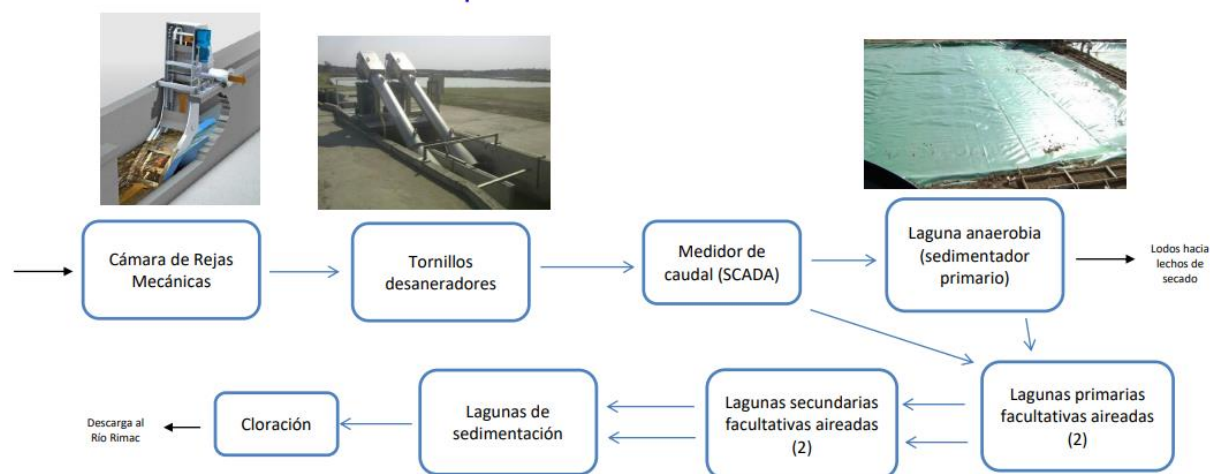 Cámara de Rejas
Mecánicas
Tornillos
desaneradores
Medidor de
caudal (SCADA)
Laguna anaerobia
(sedimentador
primario)
Lodos hacia
lechos de
secado
Lagunas primarias
facultativas aireadas
(2)
Lagunas secundarias
facultativas aireadas
(2)
Lagunas de
sedimentación
Cloración
Descarga al
Río Rimac